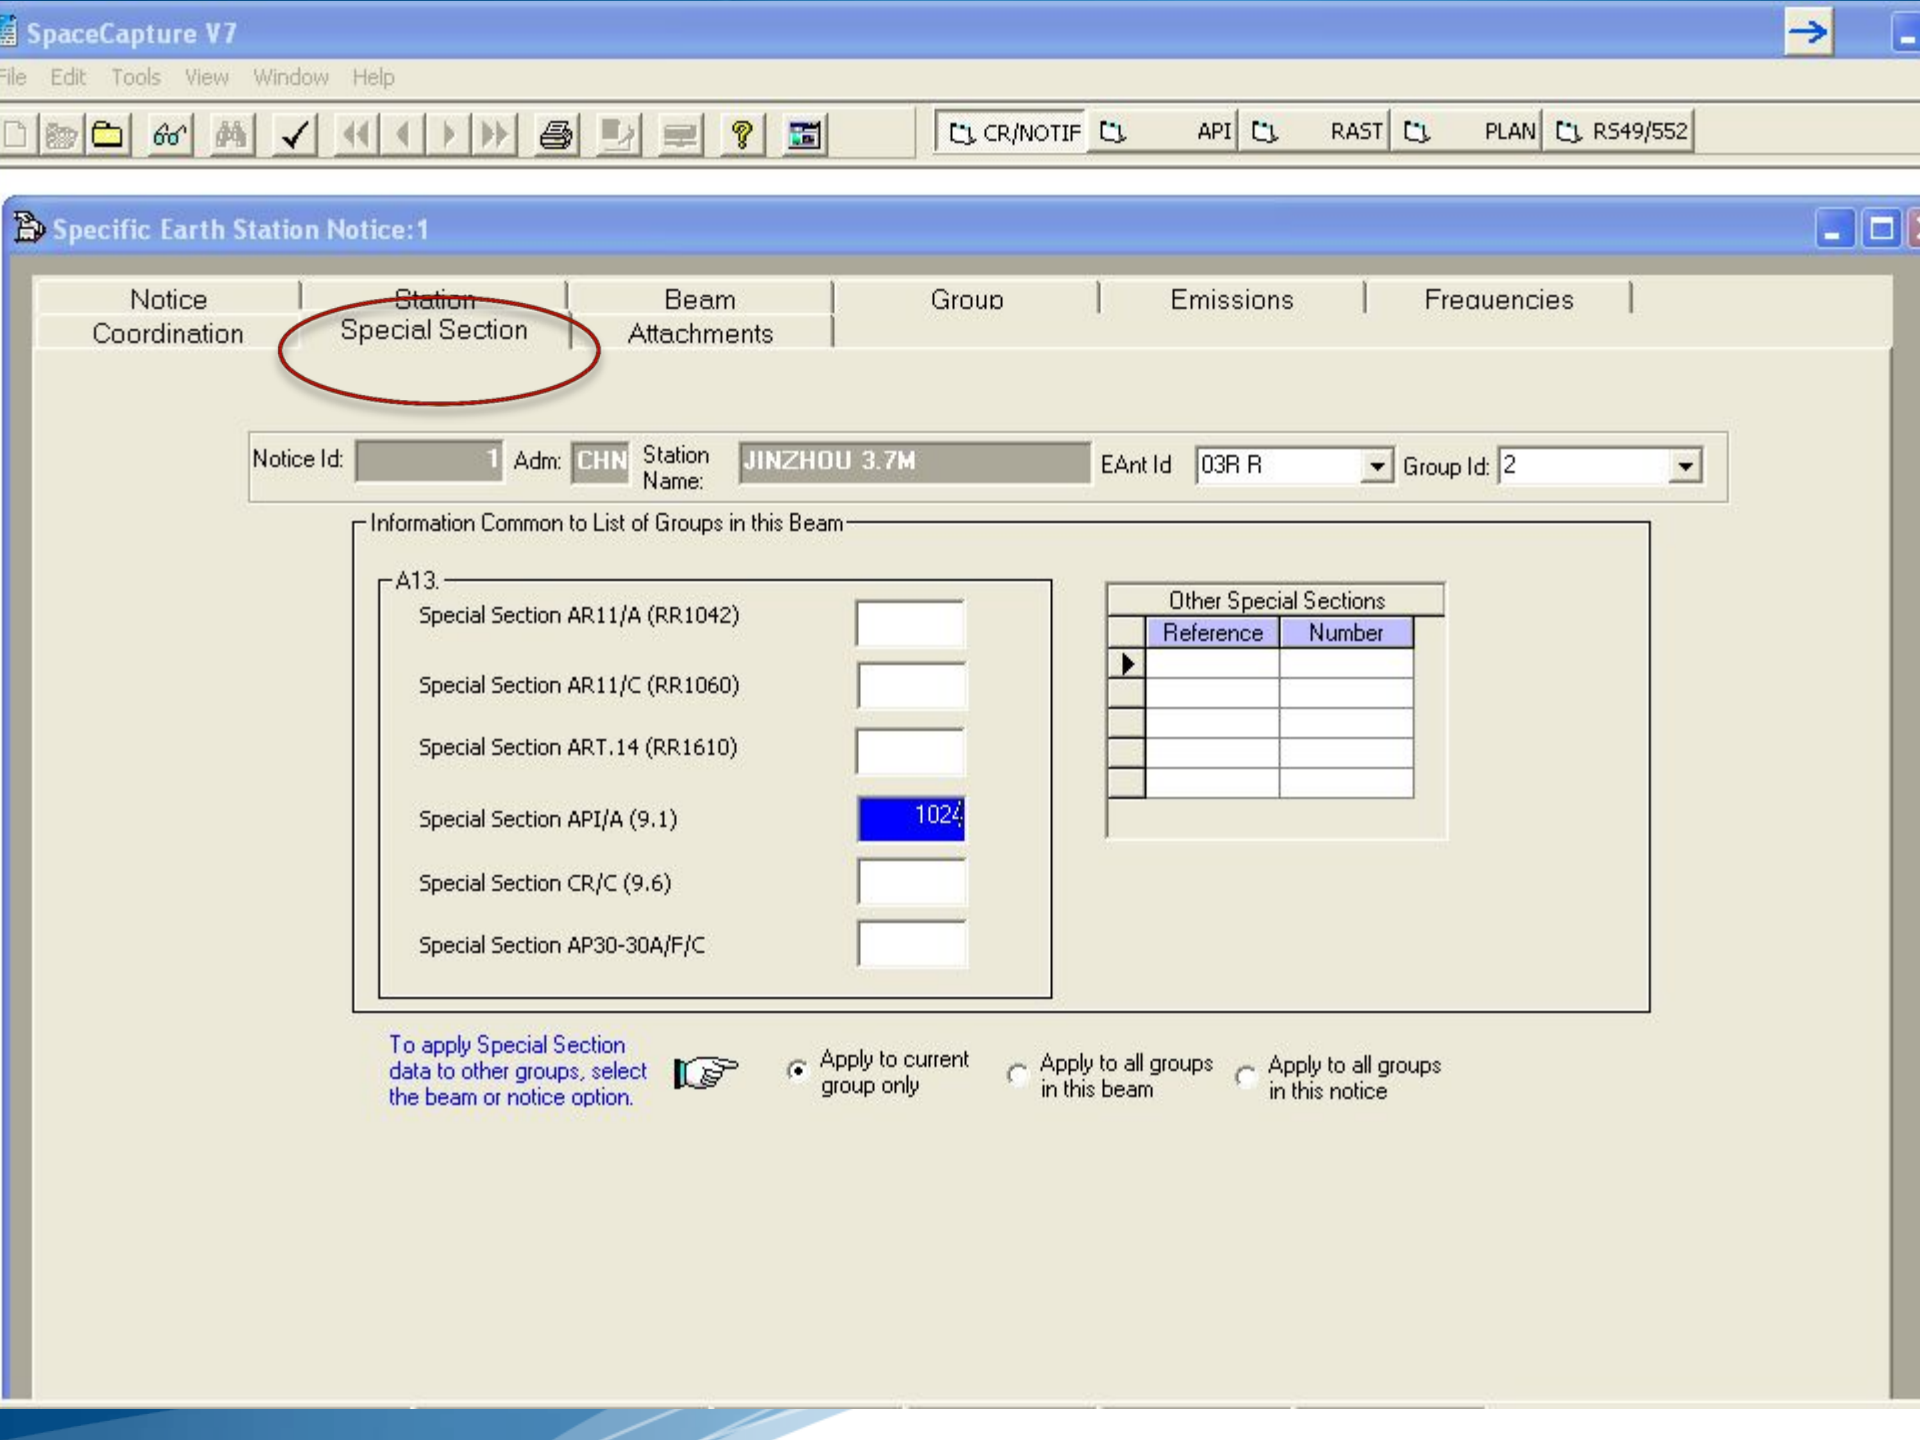 SpaceCapture V7
File Edit Tools View Window Help
CR/NOTIF API RAST PLAN RS49/552
Specific Earth Station Notice:1
Notice Station Beam Group Emissions Frequencies
Coordination Special Section Attachments
Notice Id: 1 Adm: CHN Station Name: JINZHOU 3.7M EAnt Id 03R R Group Id: 2
Information Common to List of Groups in this Beam
A13.
Special Section AR11/A (RR1042)
Special Section AR11/C (RR1060)
Special Section ART.14 (RR1610)
Special Section API/A (9.1) 1024
Special Section CR/C (9.6)
Special Section AP30-30A/F/C
Other Special Sections
Reference Number
To apply Special Section
data to other groups, select
the beam or notice option.
Apply to current
group only
Apply to all groups
in this beam
Apply to all groups
in this notice